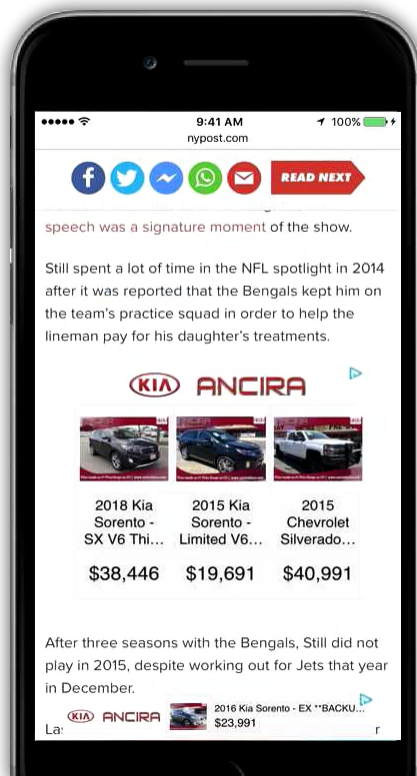 9:41 AM
100%
nypost.com
f
READ NEXT
speech was a signature moment of the show.
Still spent a lot of time in the NFL spotlight in 2014
after it was reported that the Bengals kept him on
the team's practice squad in order to help the
lineman pay for his daughter's treatments.
KIA ANCIRA
2018 Kia
Sorento -
SX V6 Thi...
$38,446
2015 Kia
Sorento -
Limited V6...
$19,691
2015
Chevrolet
Silverado...
$40,991
After three seasons with the Bengals, Still did not
play in 2015, despite working out for Jets that year
in December.
KIA ANCIRA
2016 Kia Sorento - EX **BACKU...
$23,991